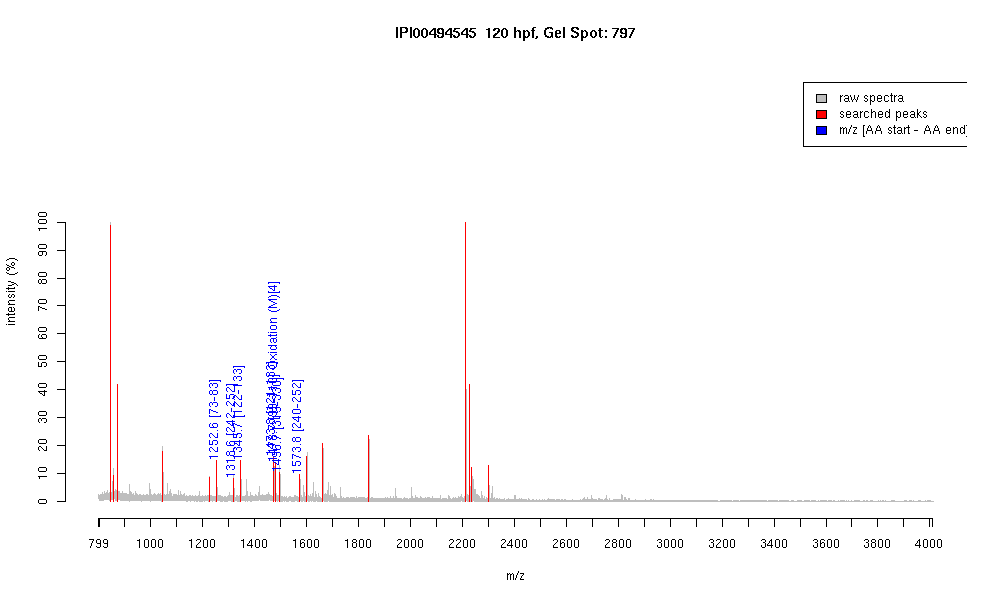 IPI00494545 120 hpf, Gel Spot: 797
raw spectra
searched peaks
m/z [AA start - AA end]
intensity (%)
100
90
80
70
60
50
40
30
20
10
0
1252.6 [73-83]
1318.6 [242-252]
1345.7 [122-133]
Oxidation (M)[4]
1573.8 [240-252]
799 1000 1200 1400 1600 1800 2000 2200 2400 2600 2800 3000 3200 3400 3600 3800 4000
m/z